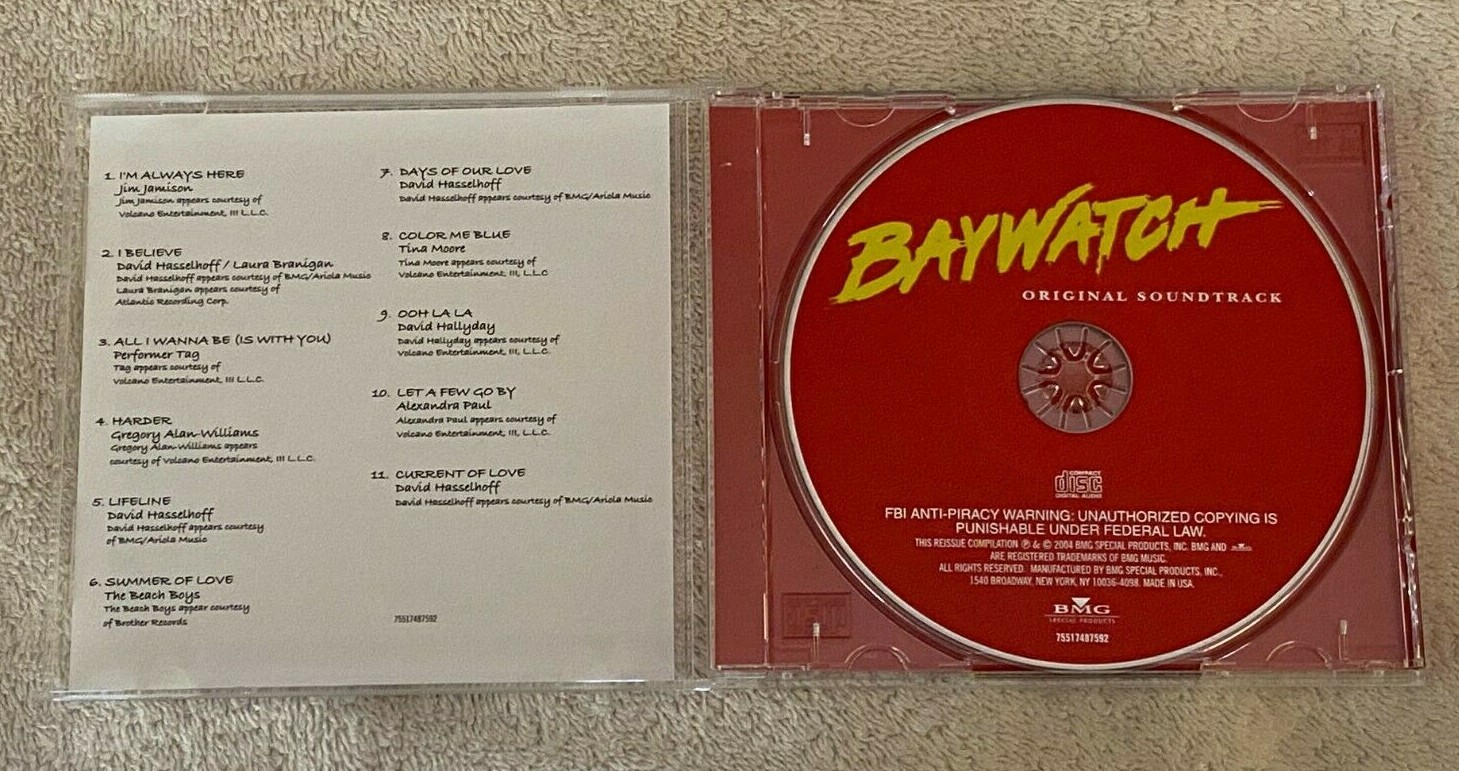 1. I'M ALWAYS HERE
Jim Jamison
Jim Jamison appears courtesy of
Volcano Entertainment, III L.L.C.
2. I BELIEVE
David Hasselhoff / Laura Branigan
David Hasselhoff appears courtesy of BMG/Ariola Music
Laura Branigan appears courtesy of
Atlantic Recording Corp.
3. ALL I WANNA BE (IS WITH YOU)
Performer Tag
Tag appears courtesy of
Volcano Entertainment, III L.L.C.
4. HARDER
Gregory Alan-Williams
Gregory Alan-Williams appears
courtesy of Volcano Entertainment, III L.L.C.
5. LIFELINE
David Hasselhoff
David Hasselhoff appears courtesy
of BMG/Ariola Music
6. SUMMER OF LOVE
The Beach Boys
The Beach Boys appear courtesy
of Brother Records
7. DAYS OF OUR LOVE
David Hasselhoff
David Hasselhoff appears courtesy of BMG/Ariola Music
8. COLOR ME BLUE
Tina Moore
Tina Moore appears courtesy of
Volcano Entertainment, III, L.L.C
9. OOH LA LA
David Hallyday
David Hallyday appears courtesy of
Volcano Entertainment, III, L.L.C.
10. LET A FEW GO BY
Alexandra Paul
Alexandra Paul appears courtesy of
Volcano Entertainment, III, L.L.C.
11. CURRENT OF LOVE
David Hasselhoff
David Hasselhoff appears courtesy of BMG/Ariola Music
75517487592
BAYWATCH
ORIGINAL SOUNDTRACK
COMPACT
disc
DIGITAL AUDIO
FBI ANTI-PIRACY WARNING: UNAUTHORIZED COPYING IS
PUNISHABLE UNDER FEDERAL LAW.
THIS REISSUE COMPILATION ℗ & © 2004 BMG SPECIAL PRODUCTS, INC. BMG AND
ARE REGISTERED TRADEMARKS OF BMG MUSIC.
ALL RIGHTS RESERVED. MANUFACTURED BY BMG SPECIAL PRODUCTS, INC.,
1540 BROADWAY, NEW YORK, NY 10036-4098. MADE IN USA.
BMG
SPECIAL PRODUCTS
75517487592